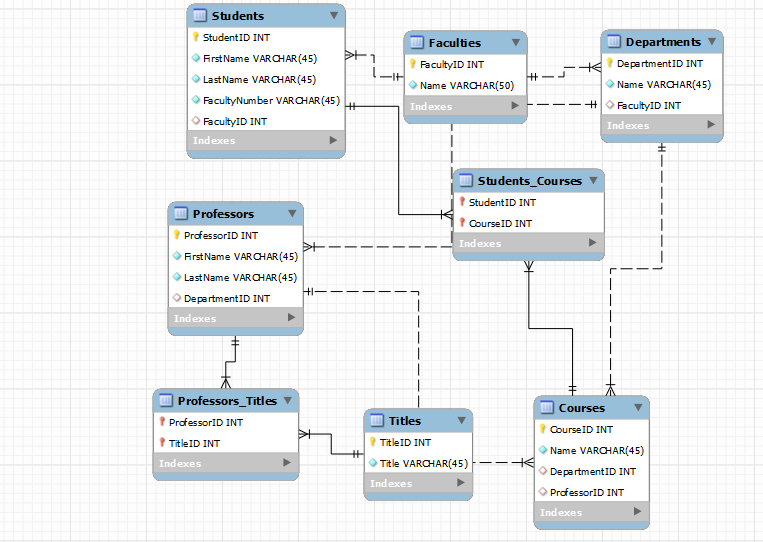 Students
StudentID INT
FirstName VARCHAR(45)
LastName VARCHAR(45)
FacultyNumber VARCHAR(45)
FacultyID INT
Indexes
Faculties
FacultyID INT
Name VARCHAR(50)
Indexes
Departments
DepartmentID INT
Name VARCHAR(45)
FacultyID INT
Indexes
Students_Courses
StudentID INT
CourseID INT
Indexes
Professors
ProfessorID INT
FirstName VARCHAR(45)
LastName VARCHAR(45)
DepartmentID INT
Indexes
Professors_Titles
ProfessorID INT
TitleID INT
Indexes
Titles
TitleID INT
Title VARCHAR(45)
Indexes
Courses
CourseID INT
Name VARCHAR(45)
DepartmentID INT
ProfessorID INT
Indexes